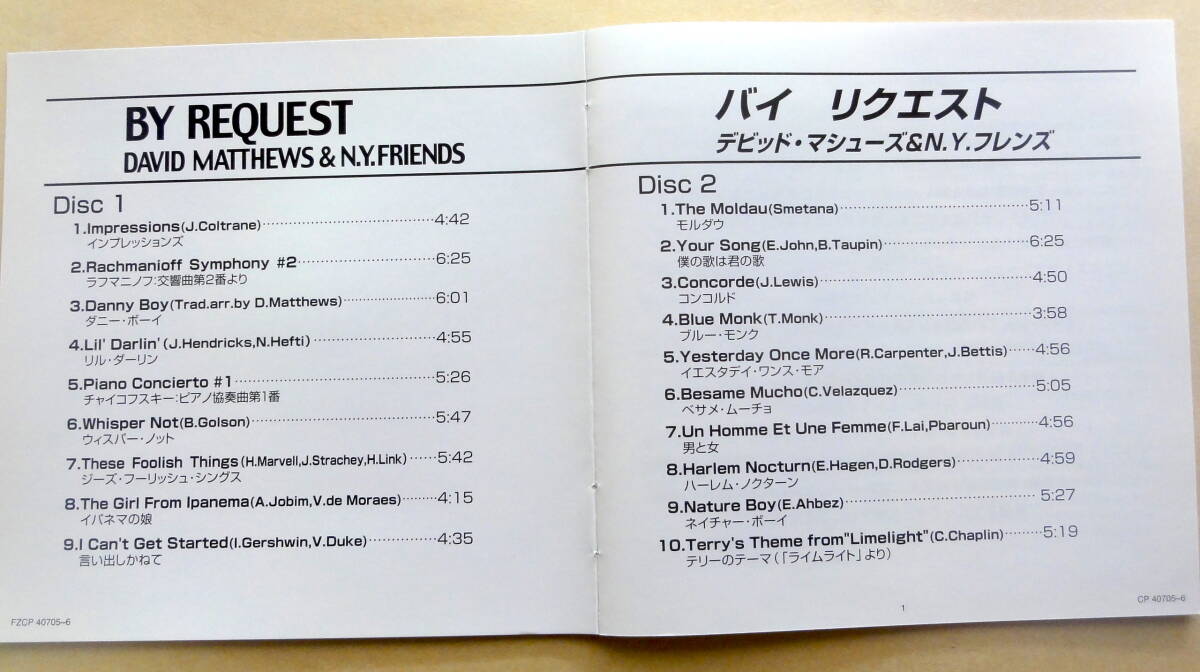 BY REQUEST
DAVID MATTHEWS & N.Y.FRIENDS
Disc 1
1.Impressions(J.Coltrane)·················4:42
インプレッションズ
2.Rachmanioff Symphony #2·················6:25
ラフマニノフ:交響曲第2番より
3.Danny Boy(Trad.arr.by D.Matthews)·················6:01
ダニー・ボーイ
4.Lil' Darlin' (J.Hendricks,N.Hefti)·················4:55
リル・ダーリン
5.Piano Concierto #1·················5:26
チャイコフスキー:ピアノ協奏曲第1番
6.Whisper Not(B.Golson)·················5:47
ウィスパー・ノット
7.These Foolish Things(H.Marvell,J.Strachey,H.Link)······5:42
ジーズ・フーリッシュ・シングス
8.The Girl From Ipanema(A.Jobim,V.de Moraes)·········4:15
イパネマの娘
9.I Can't Get Started(I.Gershwin,V.Duke)·················4:35
言い出しかねて
FZCP 40705~6
バイ リクエスト
デビッド・マシューズ&N.Y.フレンズ
Disc 2
1.The Moldau(Smetana)·················5:11
モルダウ
2.Your Song(E.John,B.Taupin)·················6:25
僕の歌は君の歌
3.Concorde(J.Lewis)·················4:50
コンコルド
4.Blue Monk(T.Monk)·················3:58
ブルー・モンク
5.Yesterday Once More(R.Carpenter,J.Bettis)······4:56
イエスタデイ・ワンス・モア
6.Besame Mucho(C.Velazquez)·················5:05
ベサメ・ムーチョ
7.Un Homme Et Une Femme(F.Lai,Pbaroun)············4:56
男と女
8.Harlem Nocturn(E.Hagen,D.Rodgers)·················4:59
ハーレム・ノクターン
9.Nature Boy(E.Ahbez)·················5:27
ネイチャー・ボーイ
10.Terry's Theme from"Limelight"(C.Chaplin)·········5:19
テリーのテーマ(「ライムライト」より)
1
CP 40705~6